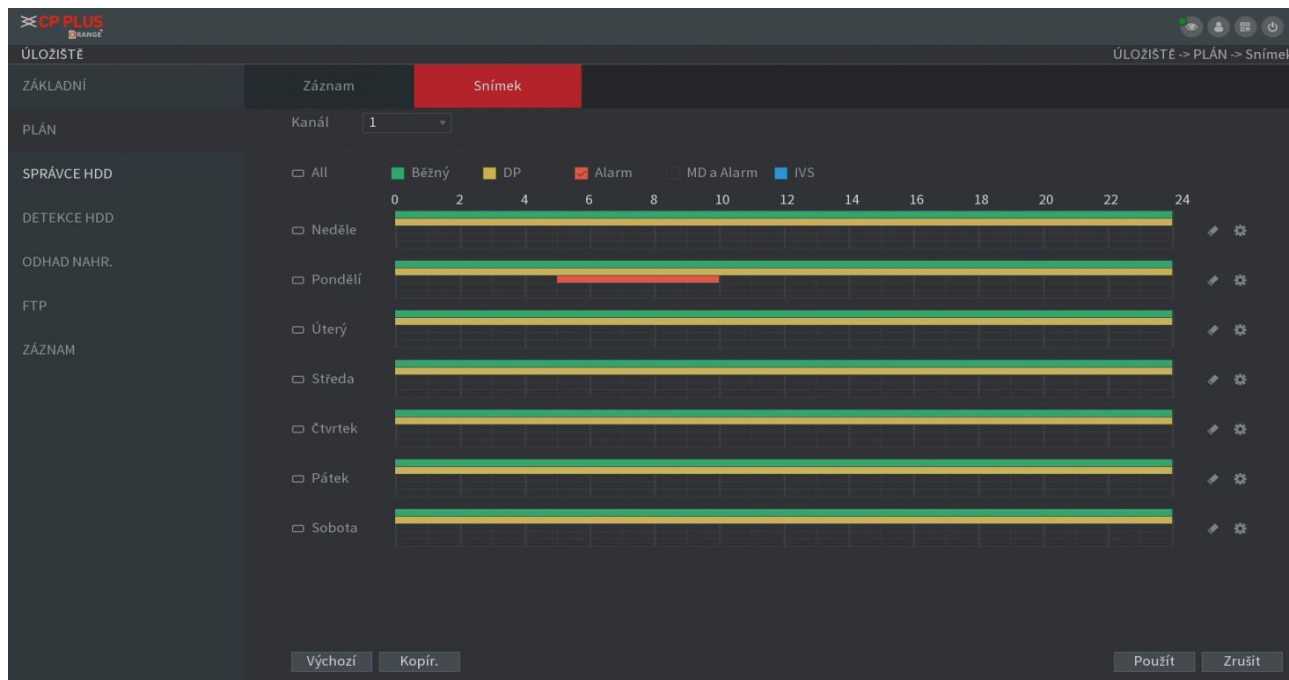 CP PLUS
ORANGE
ÚLOŽIŠTĚ
ÚLOŽIŠTĚ -> PLÁN -> Snímek
ZÁKLADNÍ
PLÁN
SPRÁVCE HDD
DETEKCE HDD
ODHAD NAHR.
FTP
ZÁZNAM
Záznam Snímek
Kanál 1
All Běžný DP Alarm MD a Alarm IVS
0 2 4 6 8 10 12 14 16 18 20 22 24
Neděle
Pondělí
Úterý
Středa
Čtvrtek
Pátek
Sobota
Výchozí Kopír. Použít Zrušit